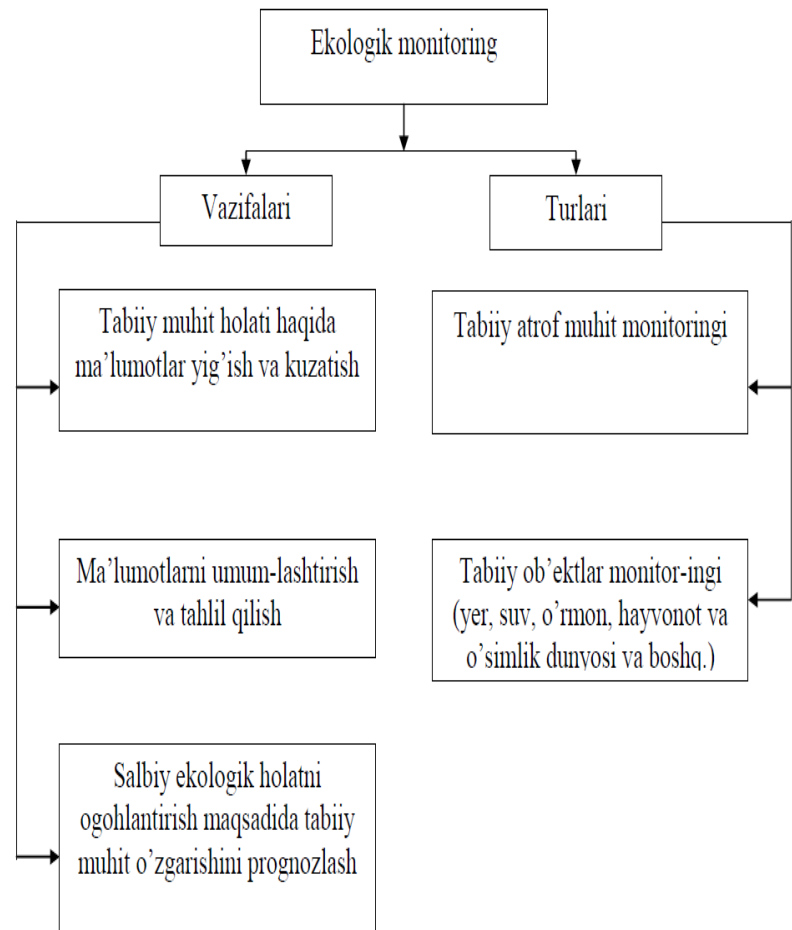 Ekologik monitoring
Vazifalari
Turlari
Tabiiy muhit holati haqida
ma’lumotlar yig’ish va kuzatish
Tabiiy atrof muhit monitoringi
Ma’lumotlarni umum-lashtirish
va tahlil qilish
Tabiiy ob’ektlar monitor-ingi
(yer, suv, o’rmon, hayvonot va
o’simlik dunyosi va boshq.)
Salbiy ekologik holatni
ogohlantirish maqsadida tabiiy
muhit o’zgarishini prognozlash